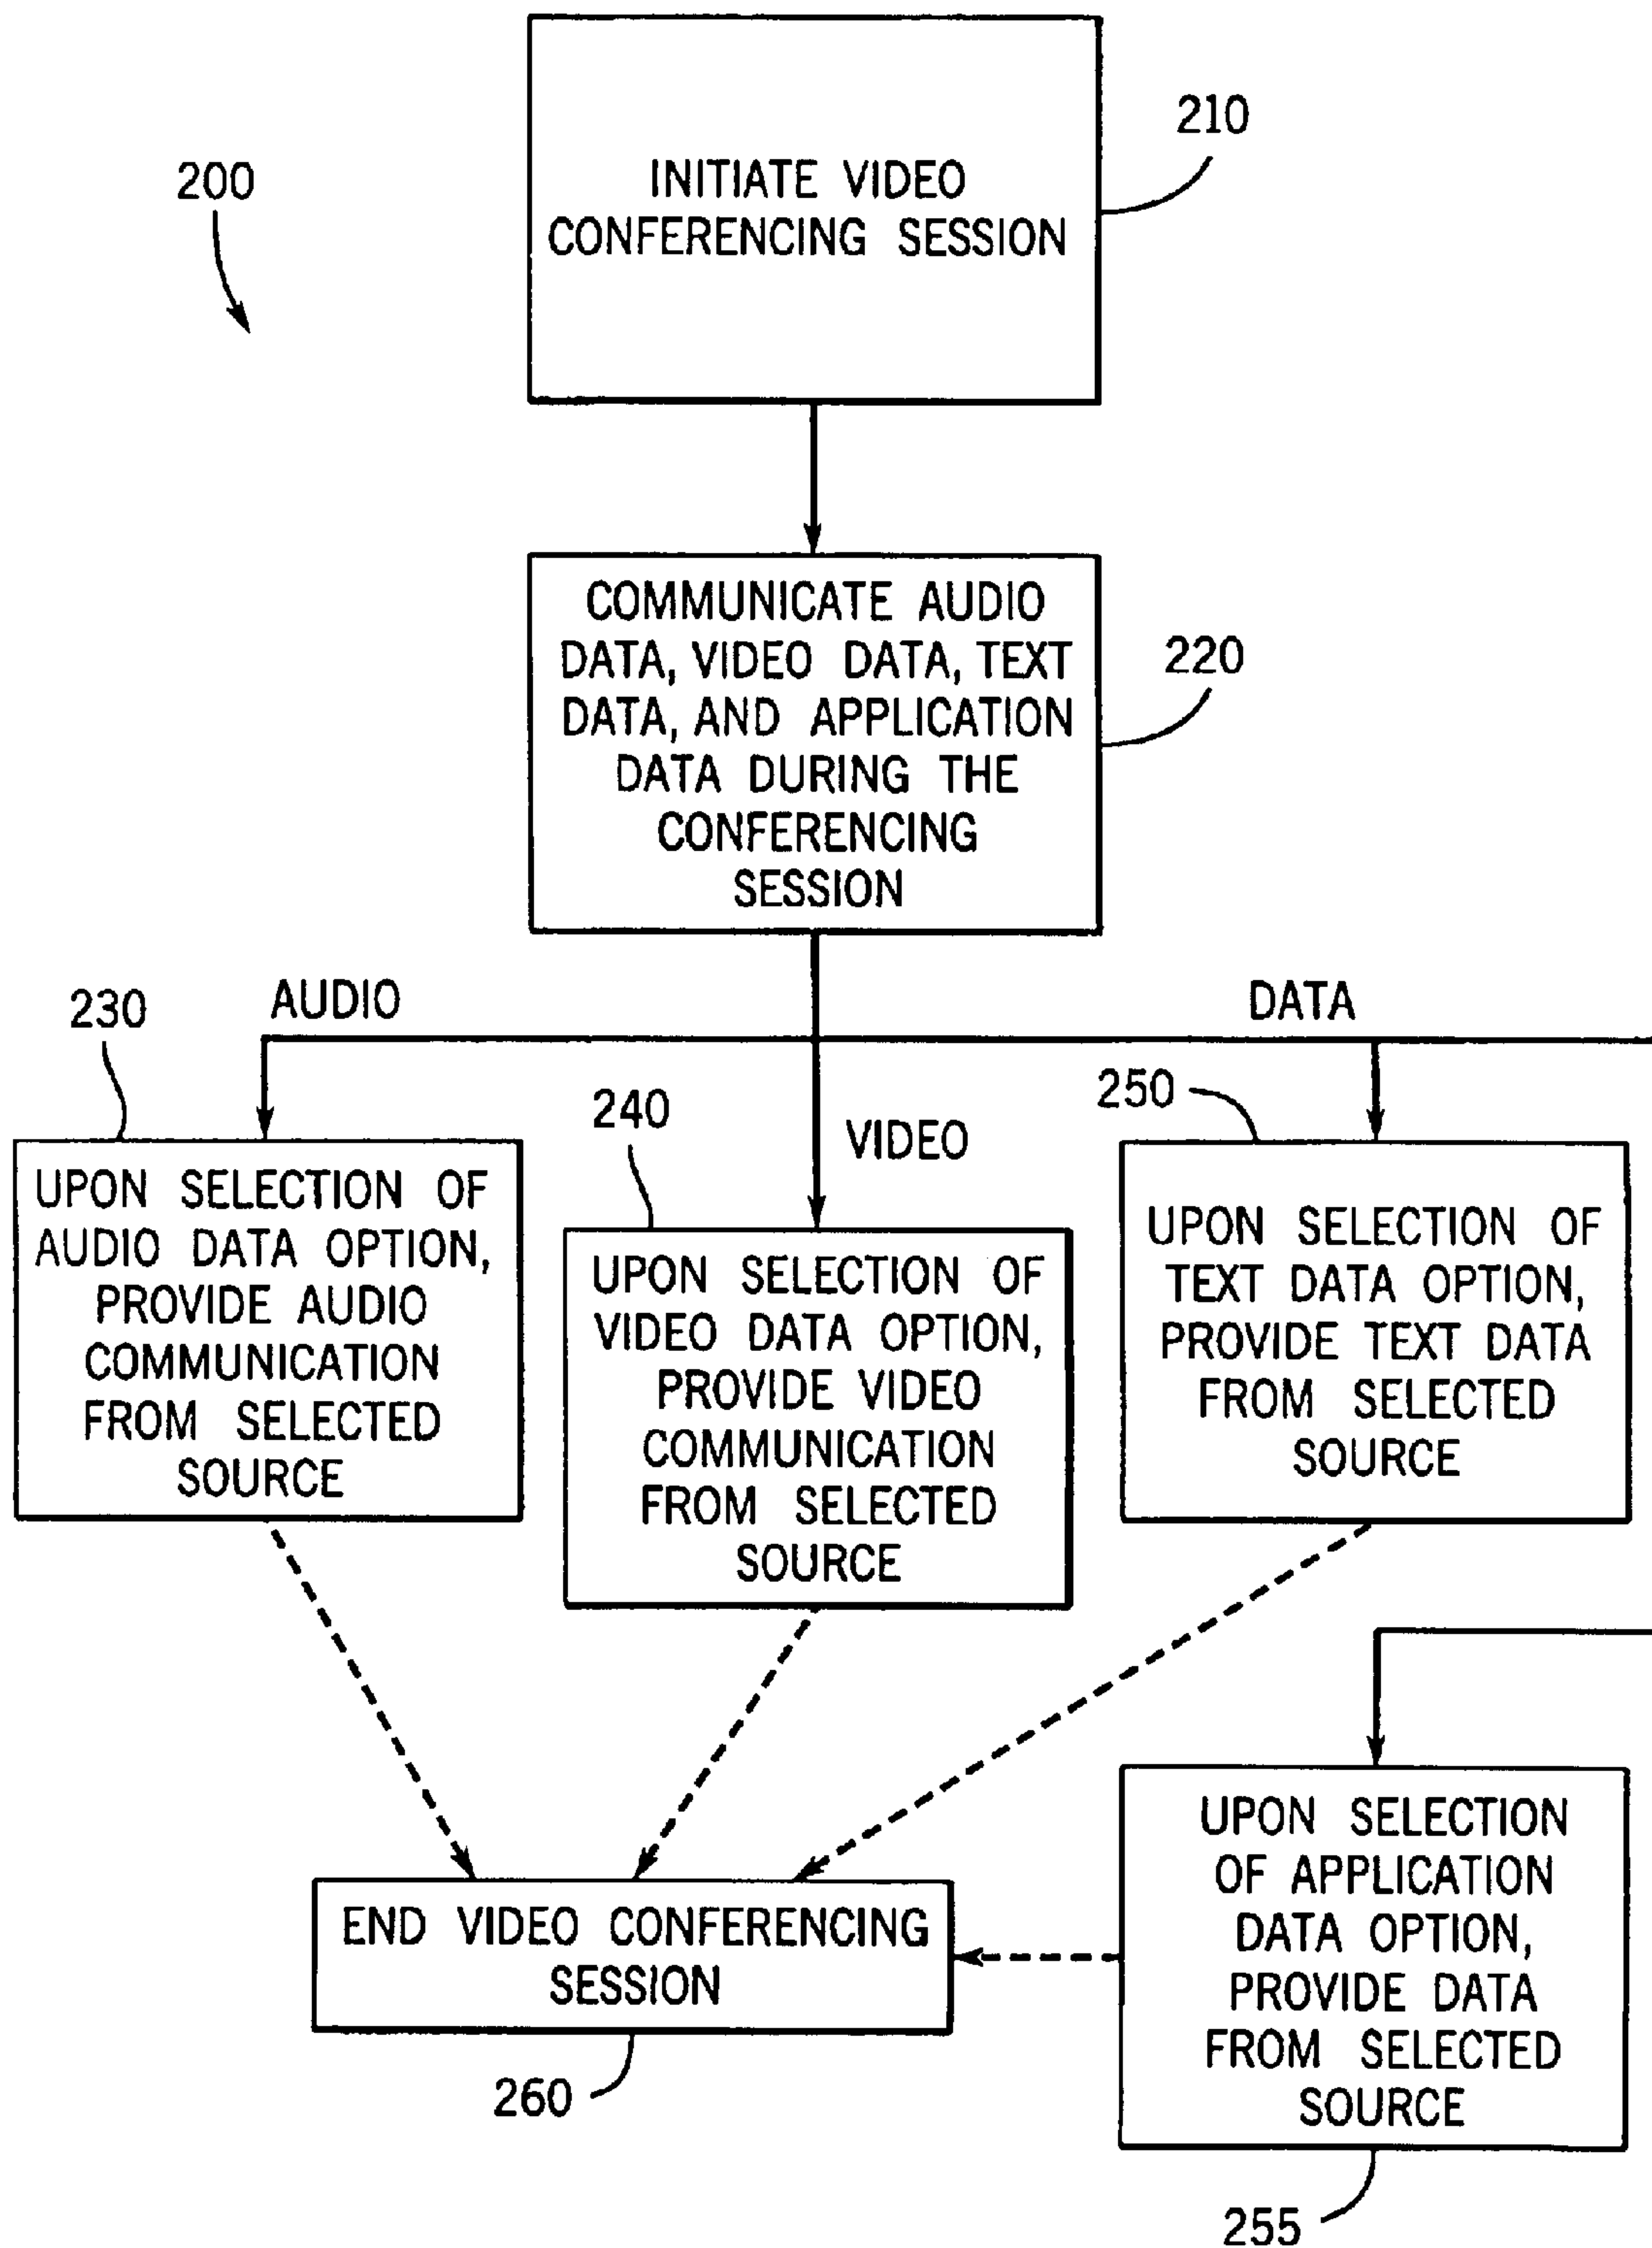 200
INITIATE VIDEO
CONFERENCING SESSION
210
COMMUNICATE AUDIO
DATA, VIDEO DATA, TEXT
DATA, AND APPLICATION
DATA DURING THE
CONFERENCING
SESSION
220
AUDIO
DATA
VIDEO
230
UPON SELECTION OF
AUDIO DATA OPTION,
PROVIDE AUDIO
COMMUNICATION
FROM SELECTED
SOURCE
240
UPON SELECTION OF
VIDEO DATA OPTION,
PROVIDE VIDEO
COMMUNICATION
FROM SELECTED
SOURCE
250
UPON SELECTION OF
TEXT DATA OPTION,
PROVIDE TEXT DATA
FROM SELECTED
SOURCE
END VIDEO CONFERENCING
SESSION
260
UPON SELECTION
OF APPLICATION
DATA OPTION,
PROVIDE DATA
FROM SELECTED
SOURCE
255